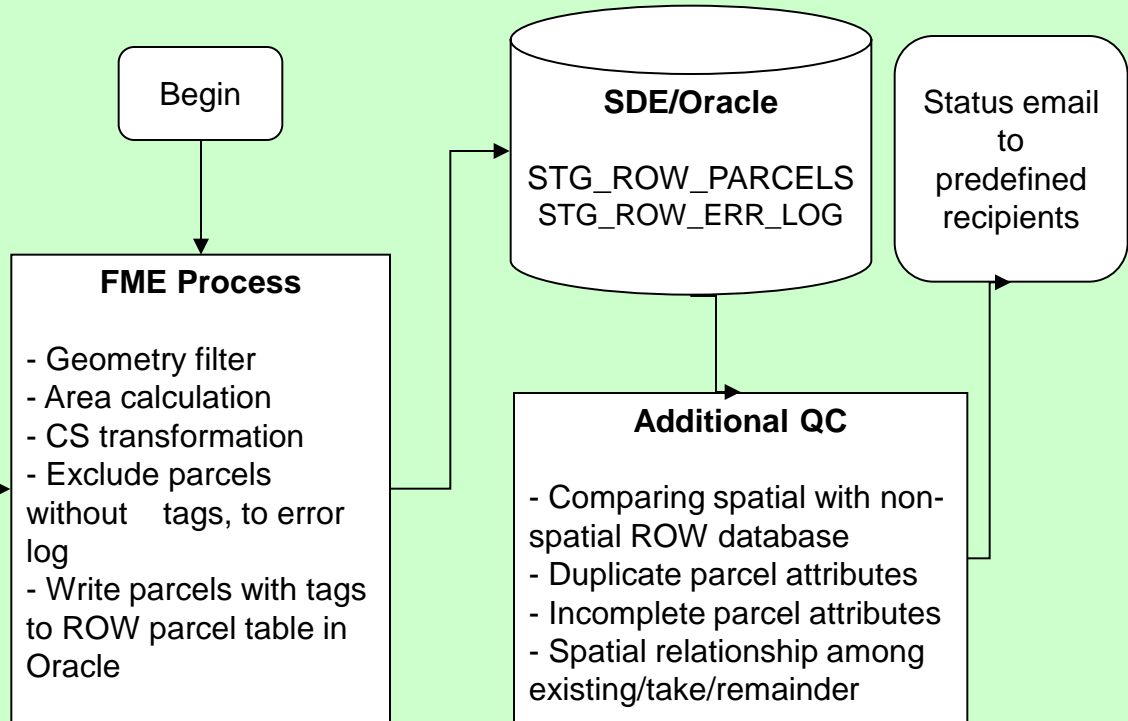 Begin
FME Process
- Geometry filter
- Area calculation
- CS transformation
- Exclude parcels
without    tags, to error
log
- Write parcels with tags
to ROW parcel table in
Oracle
SDE/Oracle
STG_ROW_PARCELS
STG_ROW_ERR_LOG
Additional QC
- Comparing spatial with non-
spatial ROW database
- Duplicate parcel attributes
- Incomplete parcel attributes
- Spatial relationship among
existing/take/remainder
Status email
to
predefined
recipients